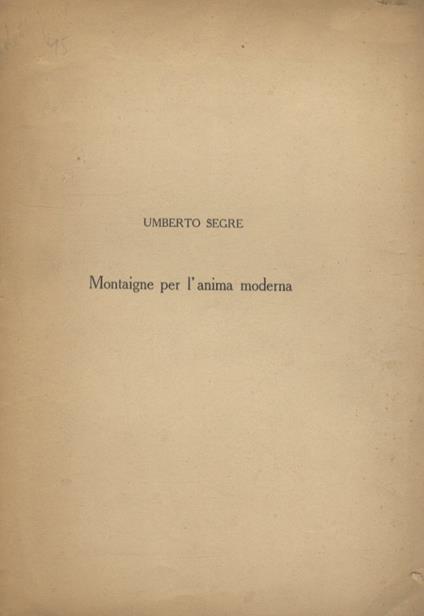 UMBERTO SEGRE
Montaigne per l'anima moderna